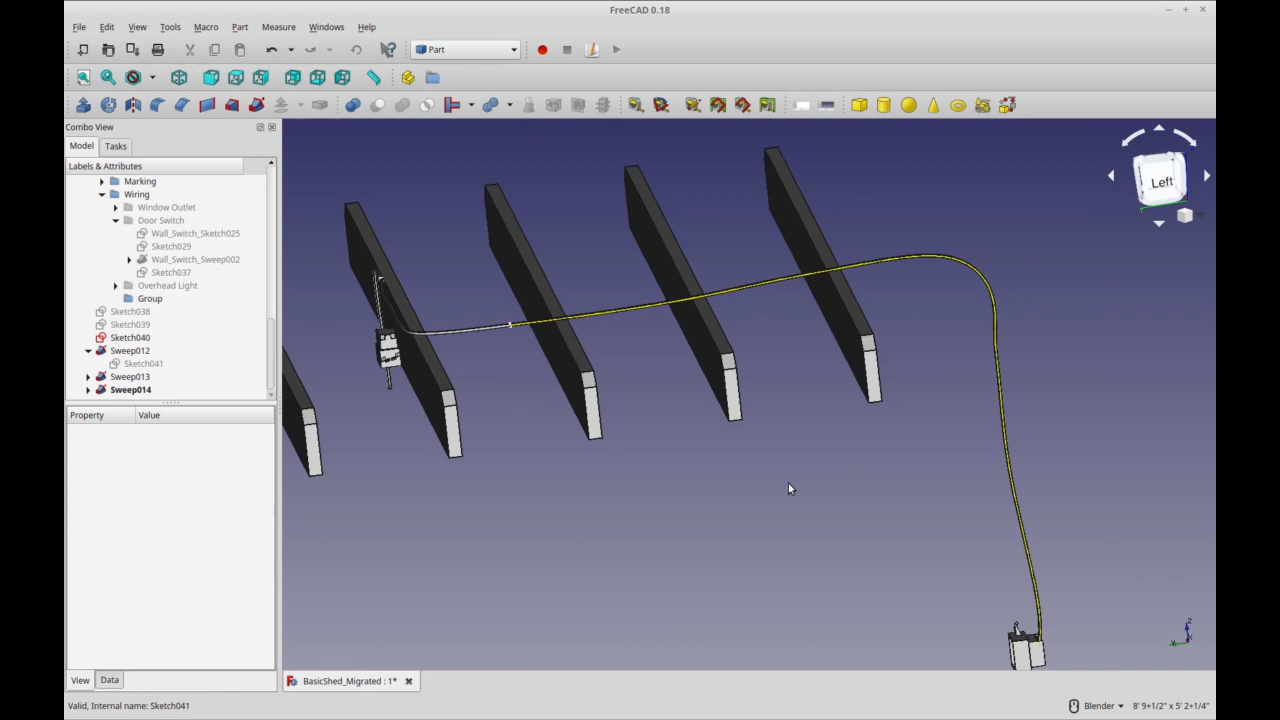 FreeCAD 0.18
File Edit View Tools Macro Part Measure Windows Help
Part
Combo View
Model Tasks
Labels & Attributes
Marking
Wiring
Window Outlet
Door Switch
Wall_Switch_Sketch025
Sketch029
Wall_Switch_Sweep002
Sketch037
Overhead Light
Group
Sketch038
Sketch039
Sketch040
Sweep012
Sketch041
Sweep013
Sweep014
Property Value
Left
View Data
BasicShed_Migrated : 1*
Valid, Internal name: Sketch041
Blender
8' 9+1/2" x 5' 2+1/4"